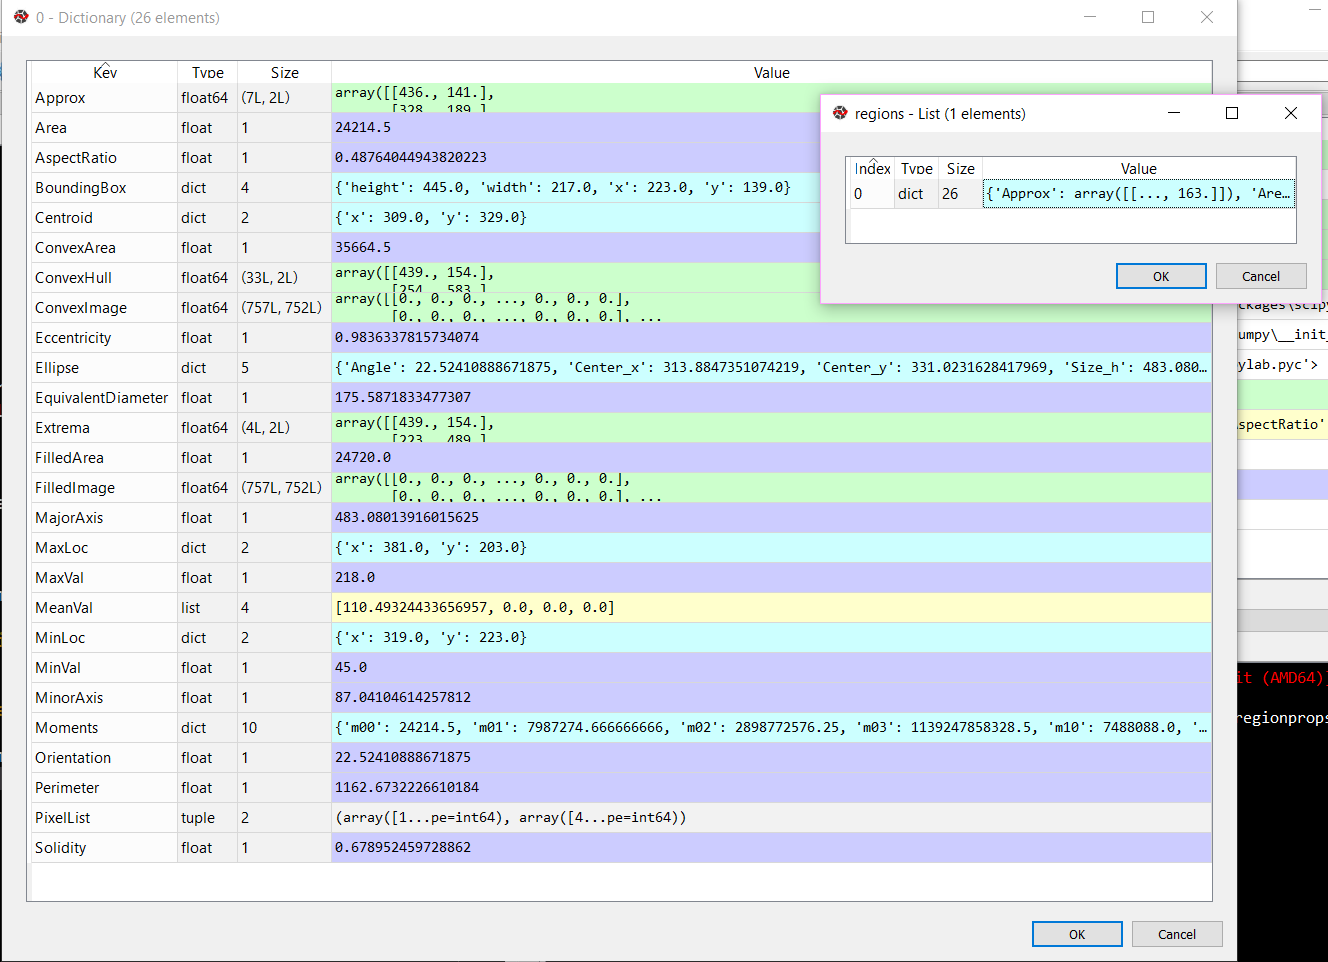 0 - Dictionary (26 elements)
Key Type Size Value
Approx float64 (7L, 2L) array([[436., 141.],
[328., 189.]
Area float 1 24214.5
AspectRatio float 1 0.48764044943820223
BoundingBox dict 4 {'height': 445.0, 'width': 217.0, 'x': 223.0, 'y': 139.0}
Centroid dict 2 {'x': 309.0, 'y': 329.0}
ConvexArea float 1 35664.5
ConvexHull float64 (33L, 2L) array([[439., 154.],
[254., 583.]
ConvexImage float64 (757L, 752L) array([[0., 0., 0., ..., 0., 0., 0.],
[0., 0., 0., ..., 0., 0., 0.], ...
Eccentricity float 1 0.9836337815734074
Ellipse dict 5 {'Angle': 22.52410888671875, 'Center_x': 313.8847351074219, 'Center_y': 331.0231628417969, 'Size_h': 483.080...
EquivalentDiameter float 1 175.5871833477307
Extrema float64 (4L, 2L) array([[439., 154.],
[223., 489.]
FilledArea float 1 24720.0
FilledImage float64 (757L, 752L) array([[0., 0., 0., ..., 0., 0., 0.],
[0., 0., 0., ..., 0., 0., 0.], ...
MajorAxis float 1 483.08013916015625
MaxLoc dict 2 {'x': 381.0, 'y': 203.0}
MaxVal float 1 218.0
MeanVal list 4 [110.49324433656957, 0.0, 0.0, 0.0]
MinLoc dict 2 {'x': 319.0, 'y': 223.0}
MinVal float 1 45.0
MinorAxis float 1 87.04104614257812
Moments dict 10 {'m00': 24214.5, 'm01': 7987274.666666666, 'm02': 2898772576.25, 'm03': 1139247858328.5, 'm10': 7488088.0, '...
Orientation float 1 22.52410888671875
Perimeter float 1 1162.6732226610184
PixelList tuple 2 (array([1...pe=int64), array([4...pe=int64))
Solidity float 1 0.678952459728862
OK Cancel
regions - List (1 elements)
Index Type Size Value
0 dict 26 {'Approx': array([[..., 163.]]), 'Are...
OK Cancel
ckages\scipy
umpy\__init_
ylab.pyc'>
spectRatio'
it (AMD64)]
regionprops